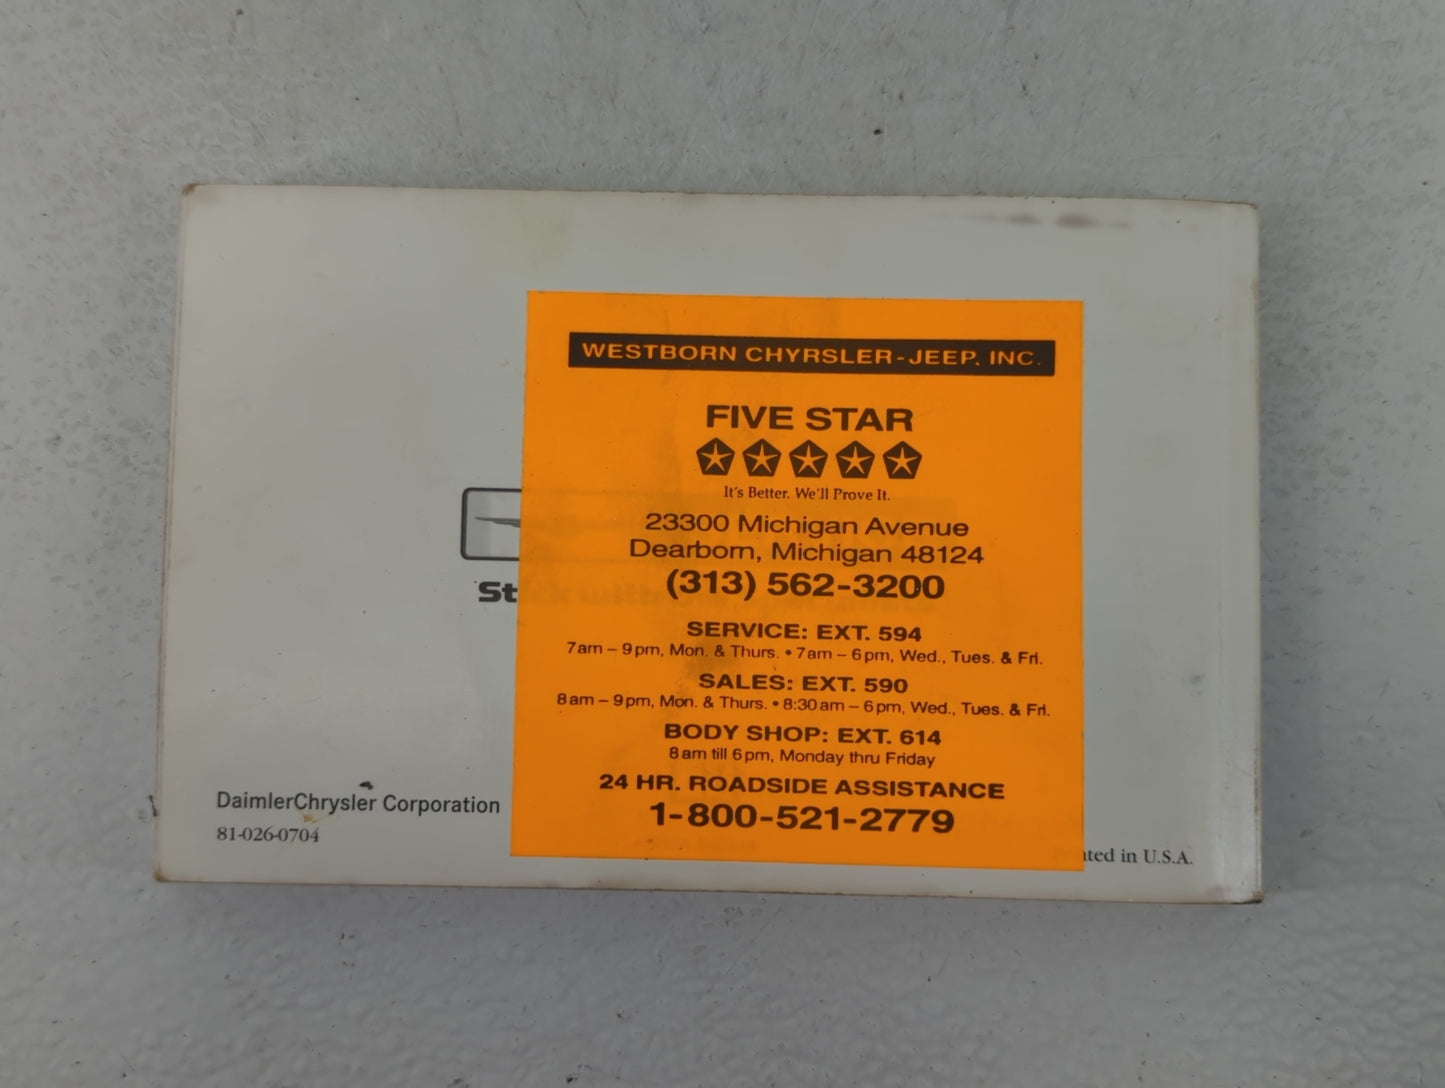 WESTBORN CHYRSLER-JEEP, INC.
FIVE STAR
It's Better. We'll Prove It.
23300 Michigan Avenue
Dearborn, Michigan 48124
(313) 562-3200
SERVICE: EXT. 594
7am – 9pm, Mon. & Thurs. • 7am – 6pm, Wed., Tues. & Fri.
SALES: EXT. 590
8am – 9pm, Mon. & Thurs. • 8:30am – 6pm, Wed., Tues. & Fri.
BODY SHOP: EXT. 614
8am till 6pm, Monday thru Friday
24 HR. ROADSIDE ASSISTANCE
1-800-521-2779
DaimlerChrysler Corporation
81-026-0704
in U.S.A.